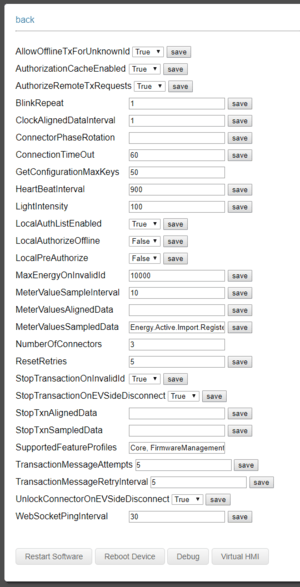 back
AllowOfflineTxForUnknownId True save
AuthorizationCacheEnabled True save
AuthorizeRemoteTxRequests True save
BlinkRepeat 1 save
ClockAlignedDataInterval 1 save
ConnectorPhaseRotation save
ConnectionTimeOut 60 save
GetConfigurationMaxKeys 50
HeartBeatInterval 900 save
LightIntensity 100 save
LocalAuthListEnabled True save
LocalAuthorizeOffline False save
LocalPreAuthorize False save
MaxEnergyOnInvalidId 10000 save
MeterValueSampleInterval 10 save
MeterValuesAlignedData save
MeterValuesSampledData Energy.Active.Import.Registe save
NumberOfConnectors 3
ResetRetries 5 save
StopTransactionOnInvalidId True save
StopTransactionOnEVSideDisconnect True save
StopTxnAlignedData save
StopTxnSampledData save
SupportedFeatureProfiles Core, FirmwareManagement
TransactionMessageAttempts 5 save
TransactionMessageRetryInterval 5 save
UnlockConnectorOnEVSideDisconnect True save
WebSocketPingInterval 30 save
Restart Software Reboot Device Debug Virtual HMI